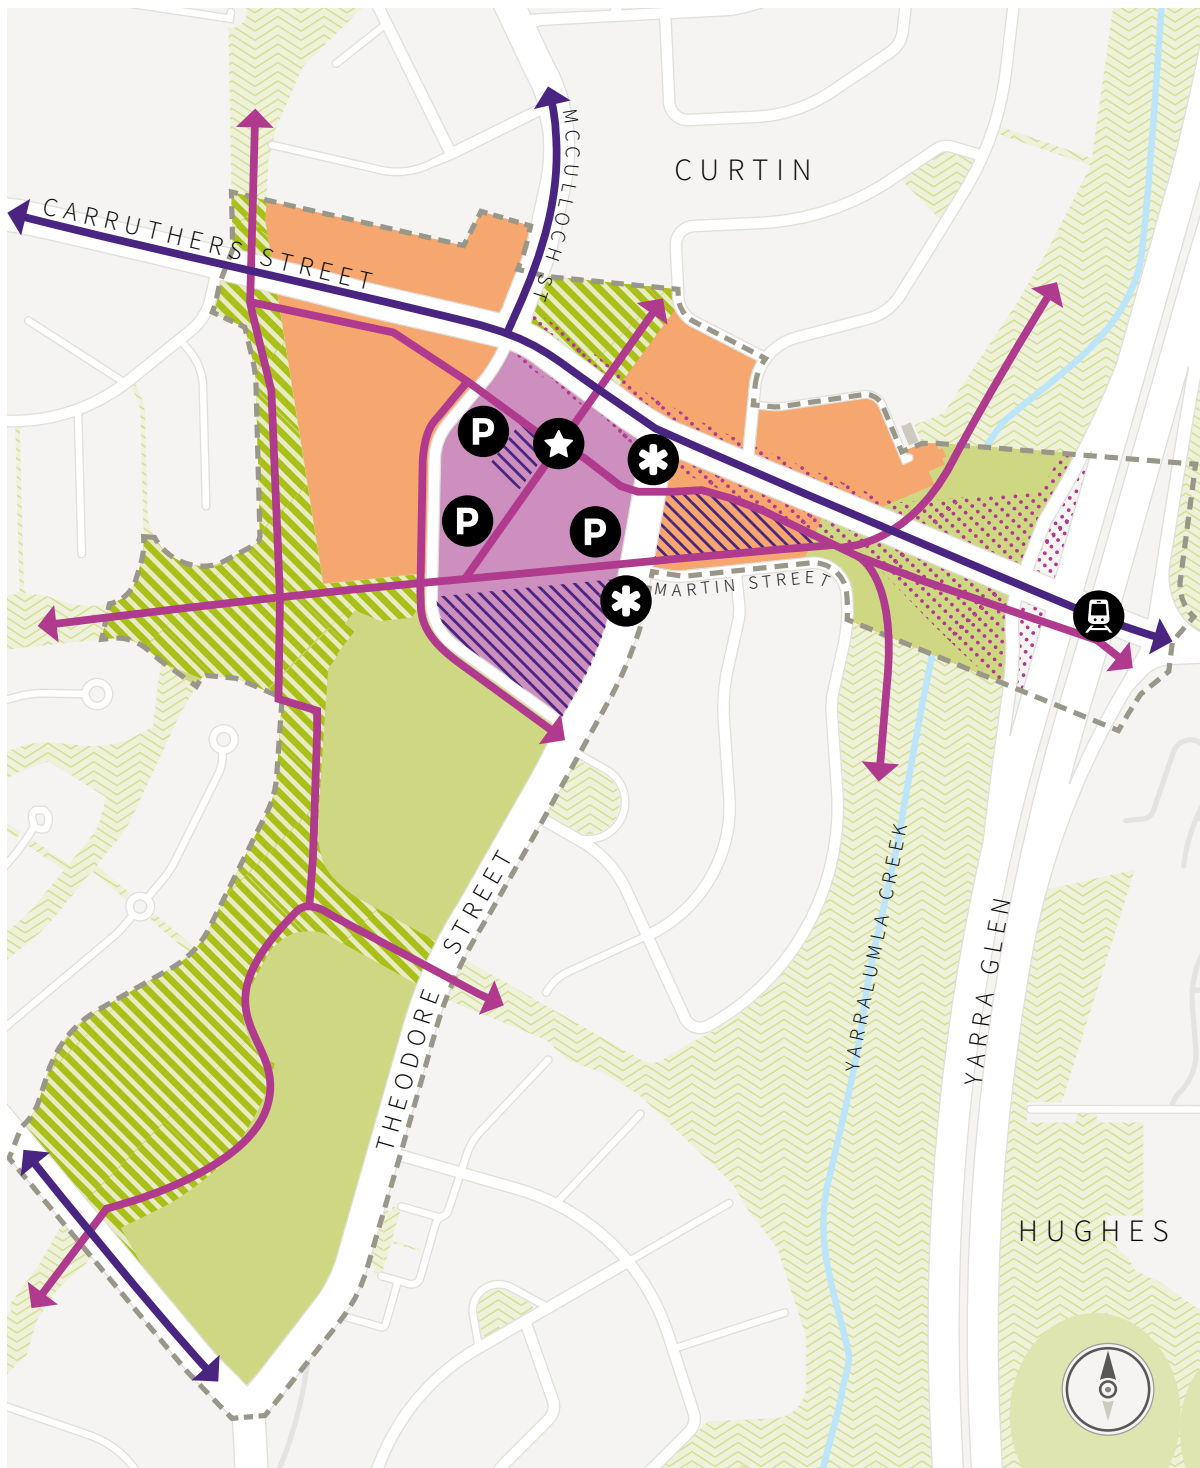 MCCULLOCH ST
CURTIN
CARRUTHERS STREET
P
P
P
MARTIN STREET
THEODORE STREET
YARRALUMLA CREEK
YARRA GLEN
HUGHES